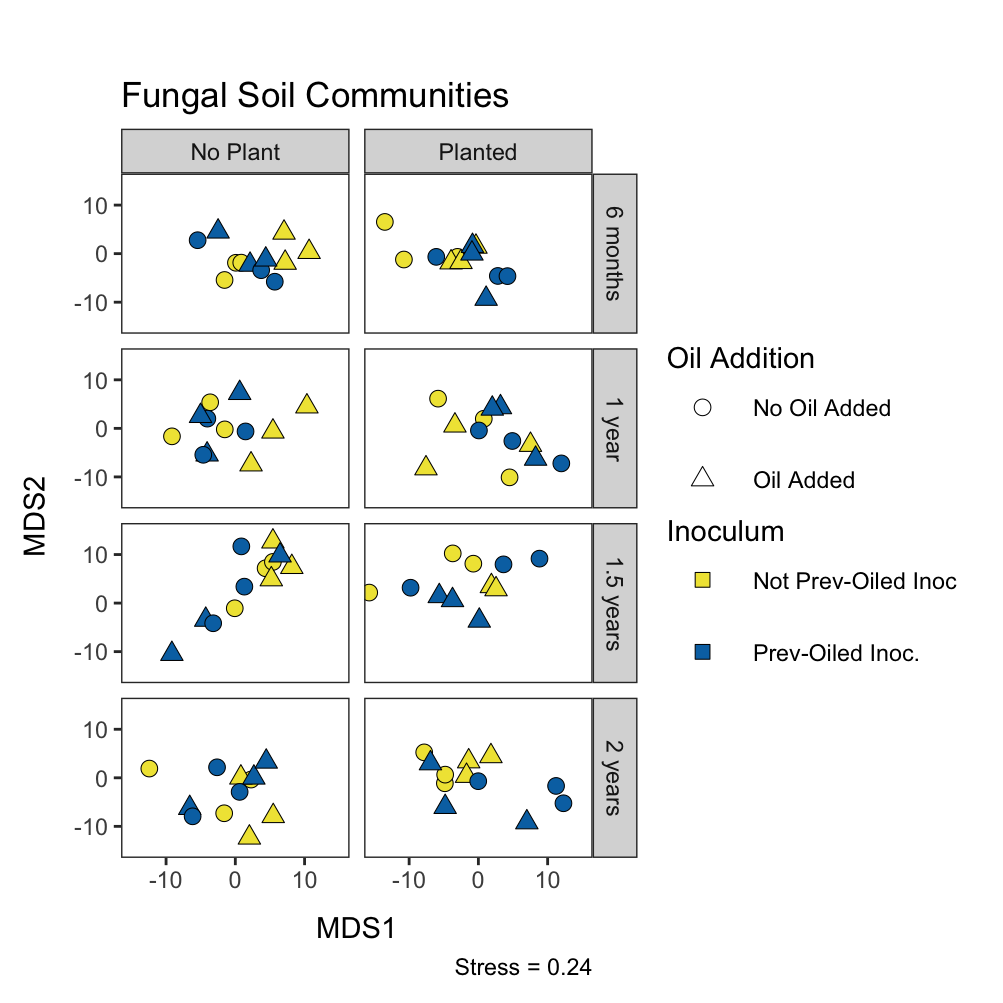 Fungal Soil Communities
No Plant
Planted
10
0
-10
6 months
10
0
-10
1 year
10
0
-10
1.5 years
10
0
-10
2 years
-10
0
10
-10
0
10
MDS1
MDS2
Stress = 0.24
Oil Addition
No Oil Added
Oil Added
Inoculum
Not Prev-Oiled Inoc
Prev-Oiled Inoc.